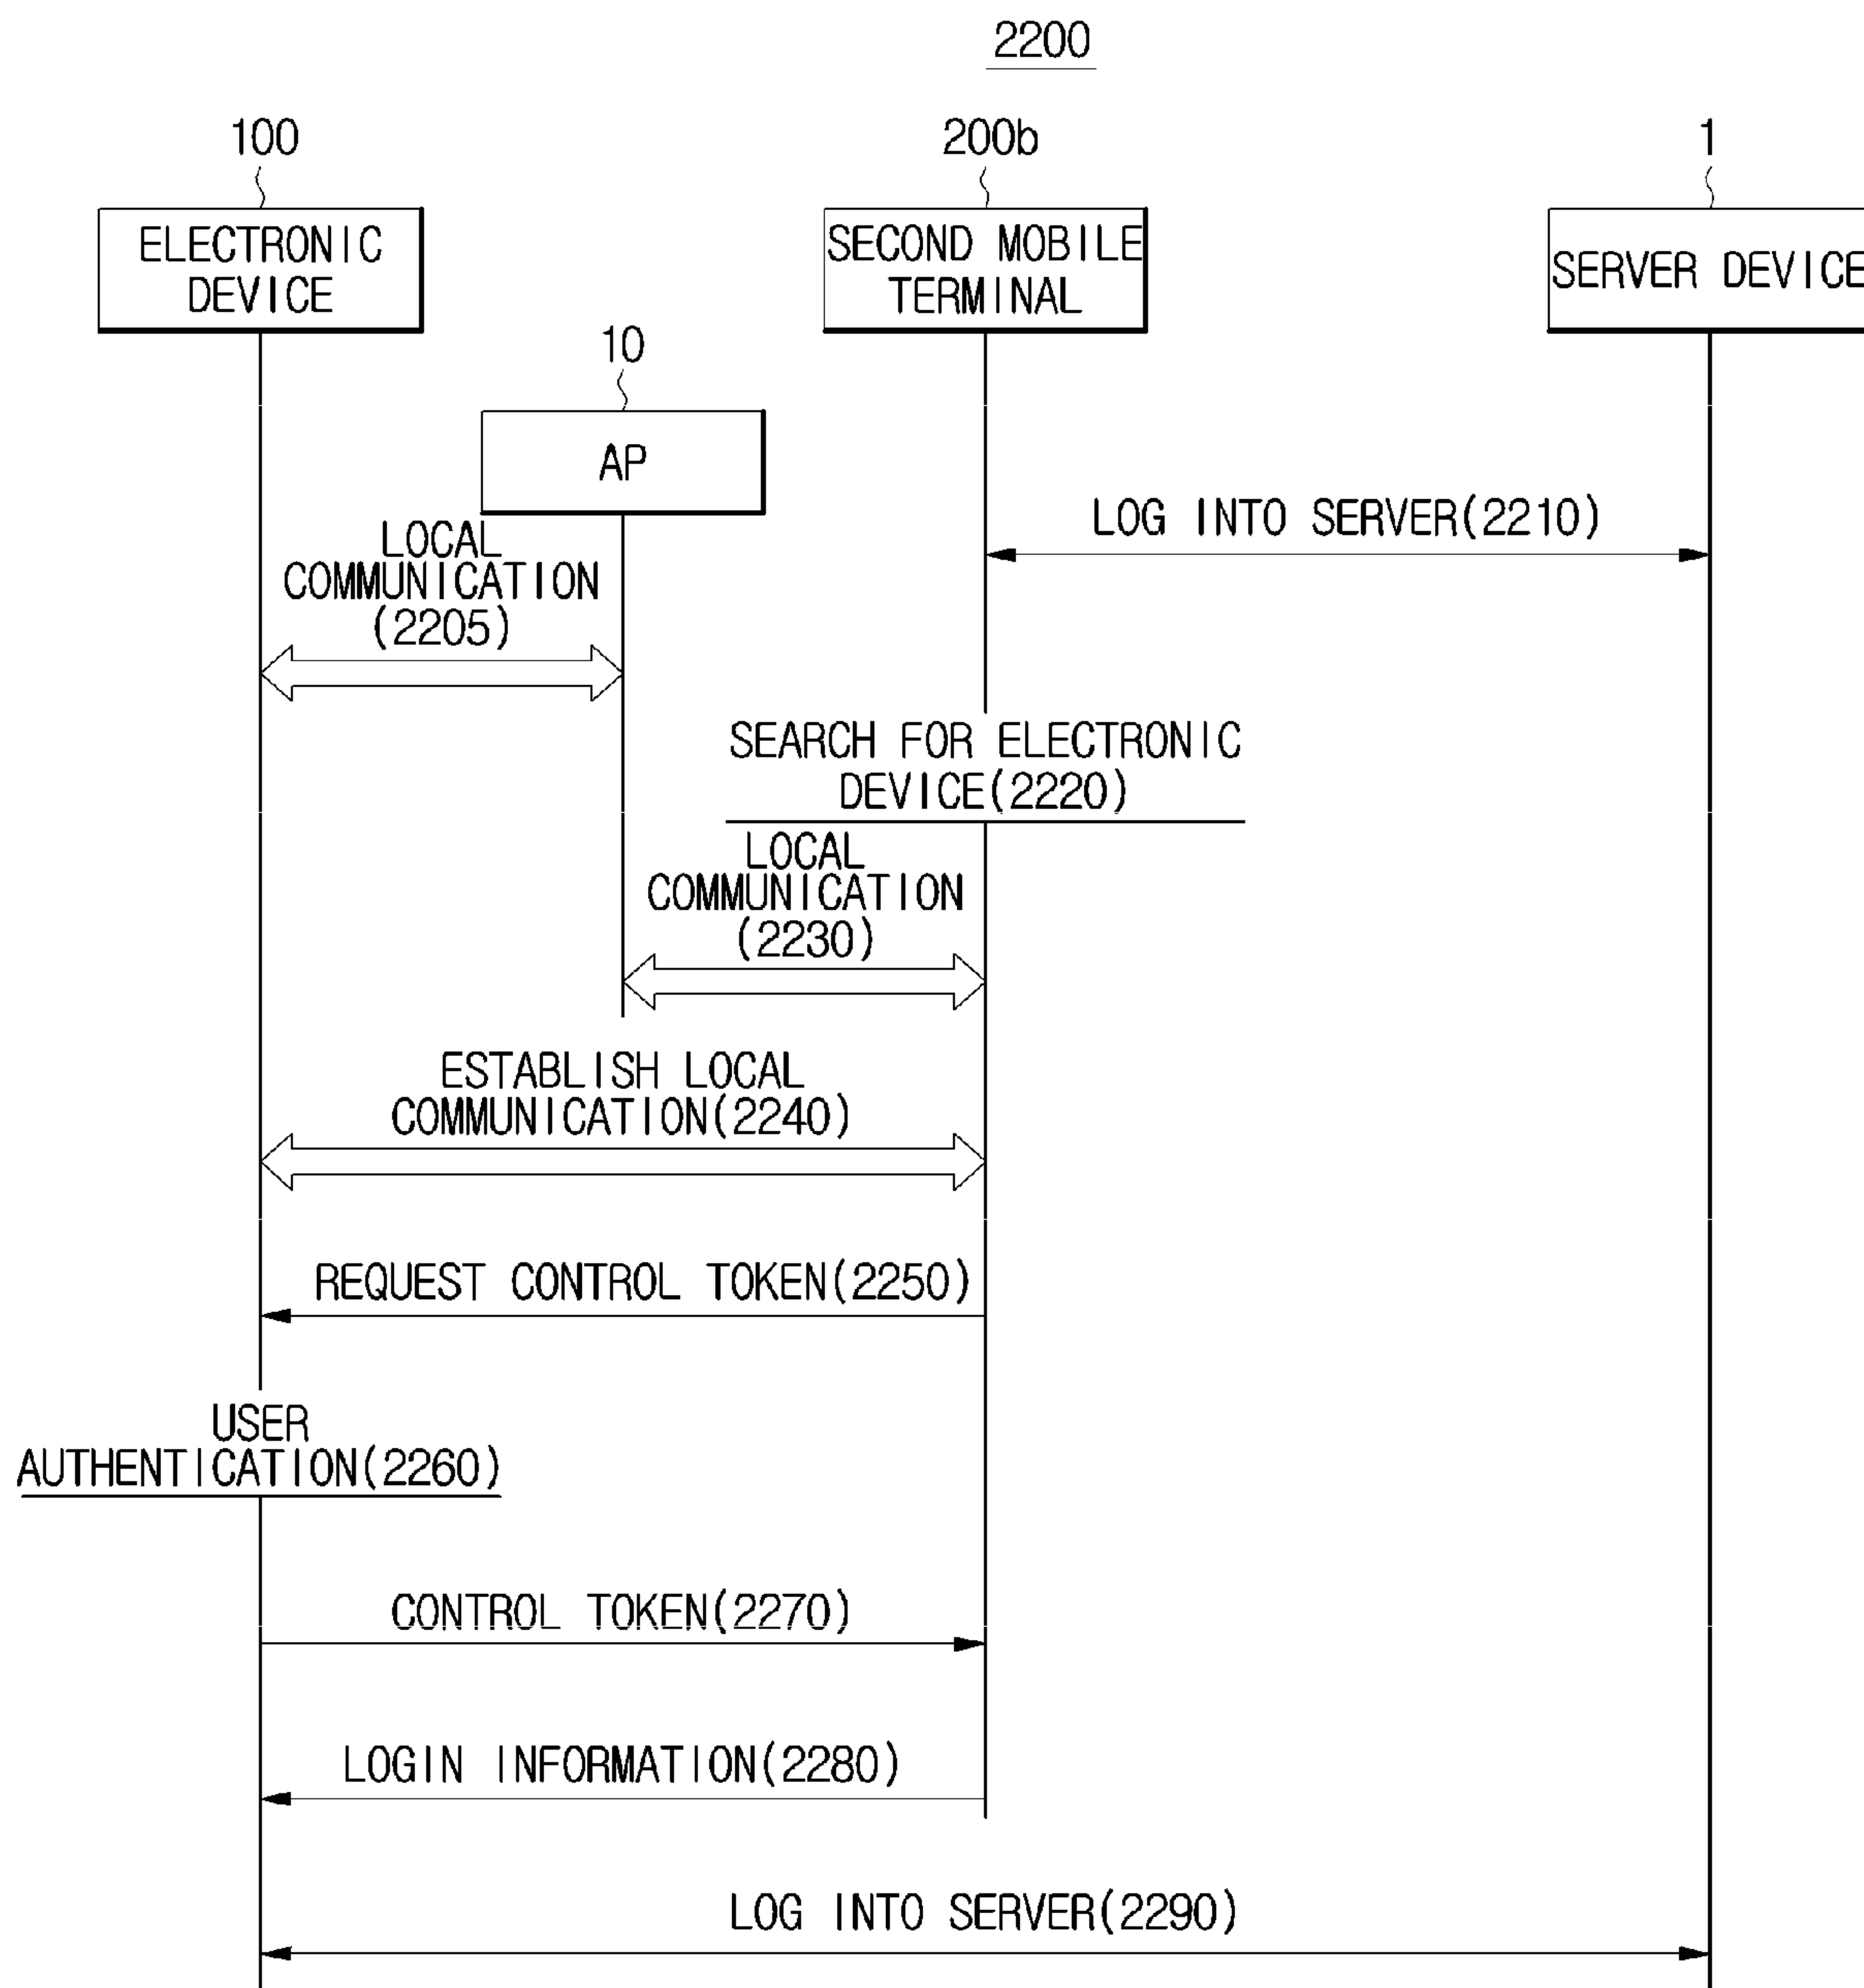 2200
100
200b
1
ELECTRONIC
DEVICE
SECOND MOBILE
TERMINAL
SERVER DEVICE
10
AP
LOG INTO SERVER(2210)
LOCAL
COMMUNICATION
(2205)
SEARCH FOR ELECTRONIC
DEVICE(2220)
LOCAL
COMMUNICATION
(2230)
ESTABLISH LOCAL
COMMUNICATION(2240)
REQUEST CONTROL TOKEN(2250)
USER
AUTHENTICATION(2260)
CONTROL TOKEN(2270)
LOGIN INFORMATION(2280)
LOG INTO SERVER(2290)